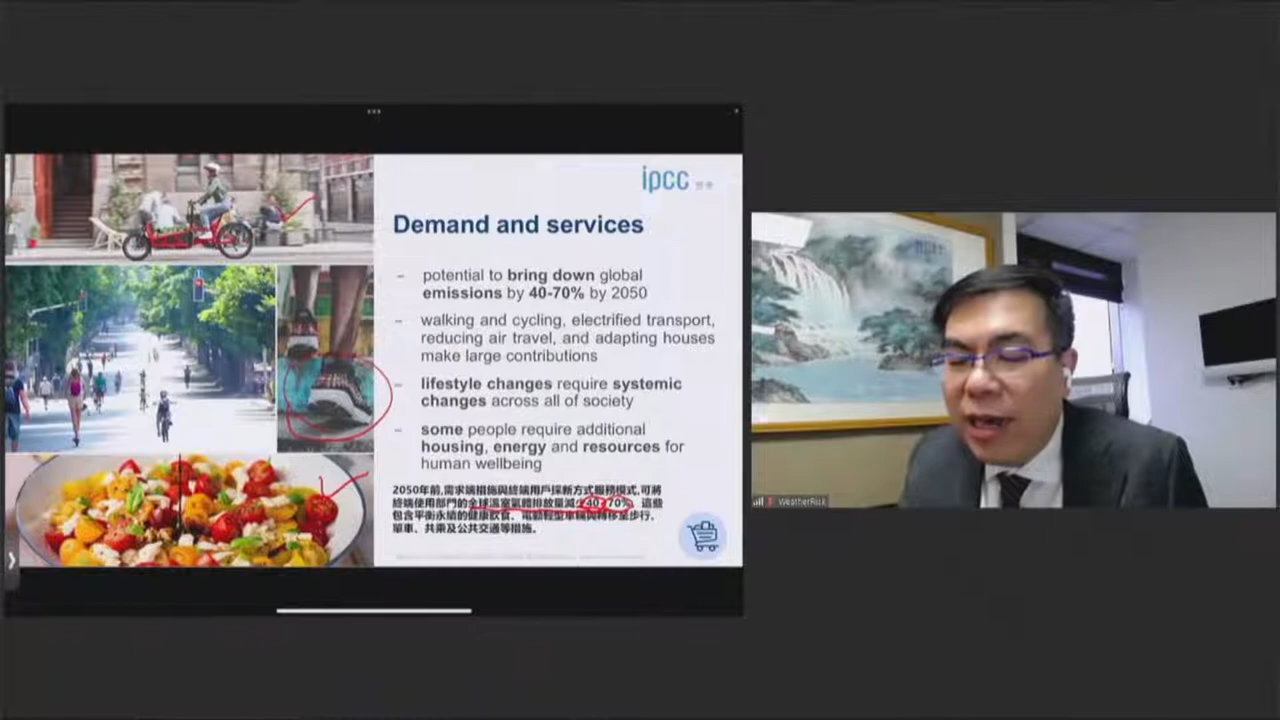 ipcc
Demand and services
– potential to bring down global
emissions by 40-70% by 2050
– walking and cycling, electrified transport,
reducing air travel, and adapting houses
make large contributions
– lifestyle changes require systemic
changes across all of society
– some people require additional
housing, energy and resources for
human wellbeing
2050年前,需求端措施與終端用戶採新方式服務模式,可將
終端使用部門的全球溫室氣體排放量減少40-70%。這些
包含平衡永續的健康飲食、電動輕型車輛與轉移至步行、
單車、共乘及公共交通等措施。
WeatherRisk